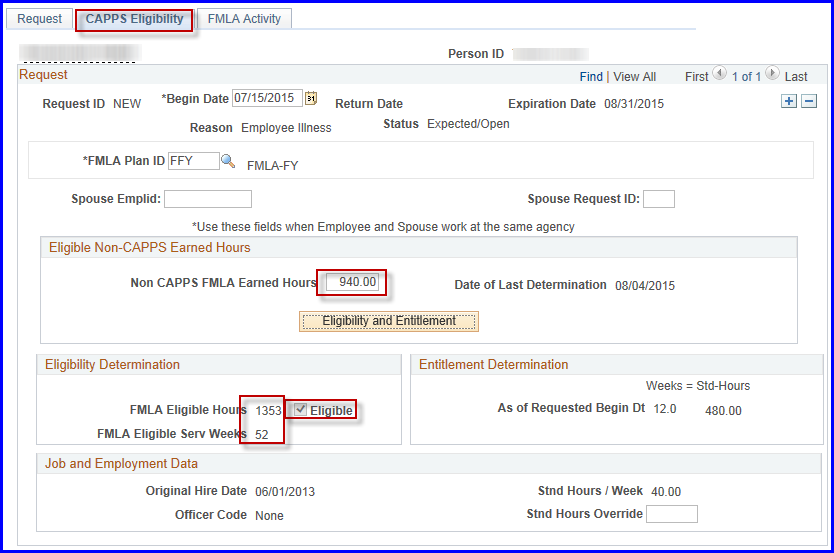 Request CAPPS Eligibility FMLA Activity
Person ID
Request Find | View All First 1 of 1 Last
Request ID NEW *Begin Date 07/15/2015 31 Return Date Expiration Date 08/31/2015
Reason Employee Illness Status Expected/Open
*FMLA Plan ID FFY FMLA-FY
Spouse Emplid: Spouse Request ID:
*Use these fields when Employee and Spouse work at the same agency
Eligible Non-CAPPS Earned Hours
Non CAPPS FMLA Earned Hours 940.00 Date of Last Determination 08/04/2015
Eligibility and Entitlement
Eligibility Determination Entitlement Determination
Weeks = Std-Hours
FMLA Eligible Hours 1353 Eligible As of Requested Begin Dt 12.0 480.00
FMLA Eligible Serv Weeks 52
Job and Employment Data
Original Hire Date 06/01/2013 Stnd Hours / Week 40.00
Officer Code None Stnd Hours Override